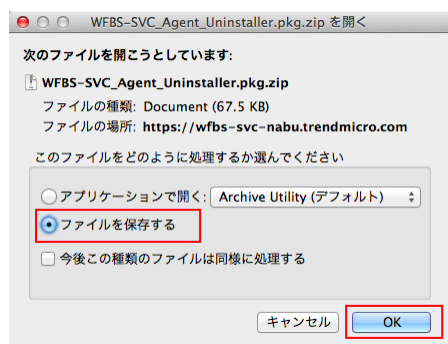 WFBS-SVC_Agent_Uninstaller.pkg.zip を開く
次のファイルを開こうとしています:
WFBS-SVC_Agent_Uninstaller.pkg.zip
ファイルの種類: Document (67.5 KB)
ファイルの場所: https://wfbs-svc-nabu.trendmicro.com
このファイルをどのように処理するか選んでください
アプリケーションで開く: Archive Utility (デフォルト)
ファイルを保存する
今後この種類のファイルは同様に処理する
キャンセル OK